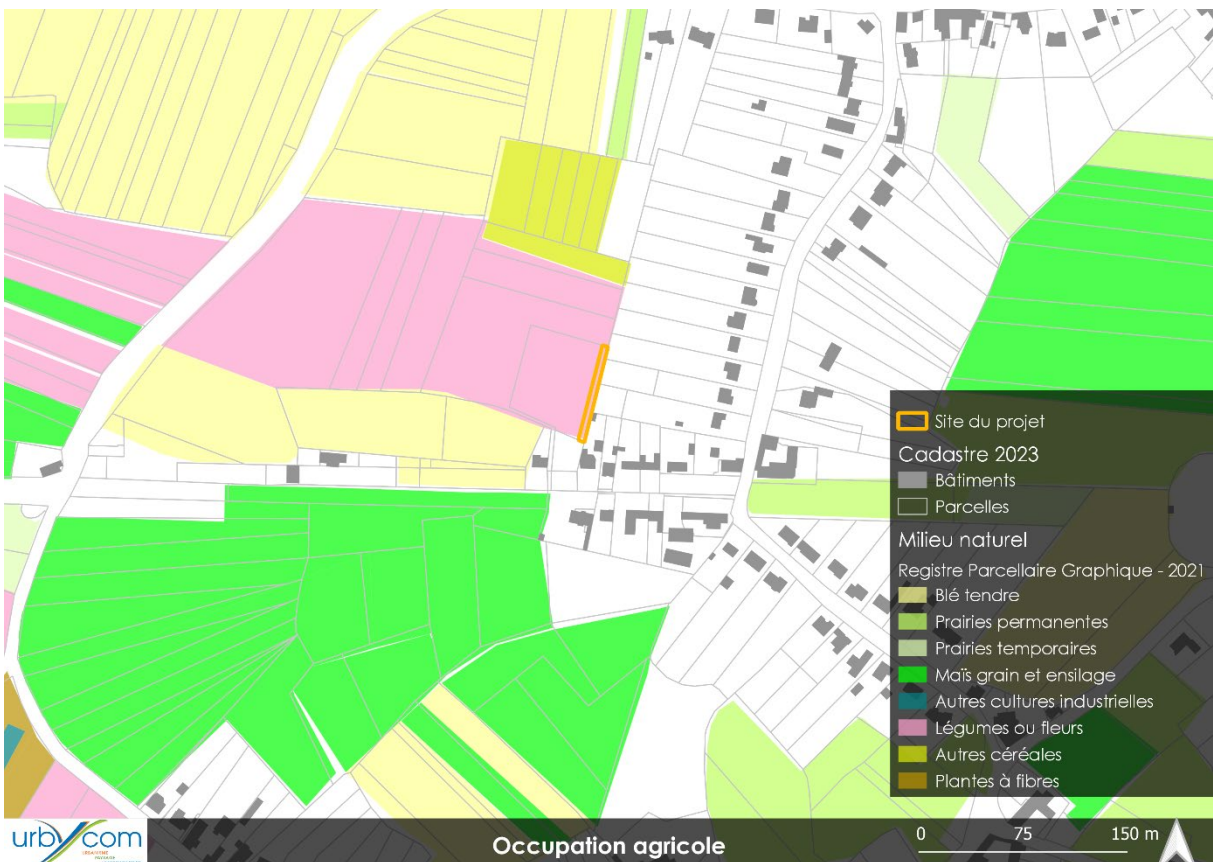 Site du projet
Cadastre 2023
Bâtiments
Parcelles
Milieu naturel
Registre Parcellaire Graphique - 2021
Blé tendre
Prairies permanentes
Prairies temporaires
Maïs grain et ensilage
Autres cultures industrielles
Légumes ou fleurs
Autres céréales
Plantes à fibres
urbycom
URBANISME
PAYSAGE
Occupation agricole
0 75 150 m